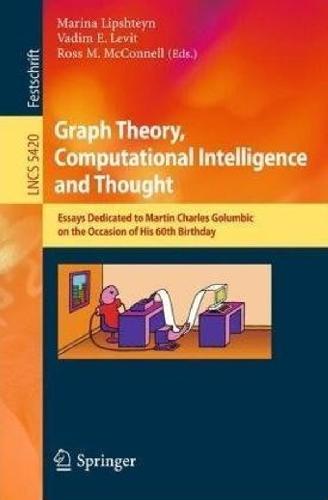 Marina Lipshteyn
Vadim E. Levit
Ross M. McConnell (Eds.)
Festschrift
LNCS 5420
Graph Theory,
Computational Intelligence
and Thought
Essays Dedicated to Martin Charles Golumbic
on the Occasion of His 60th Birthday
Springer